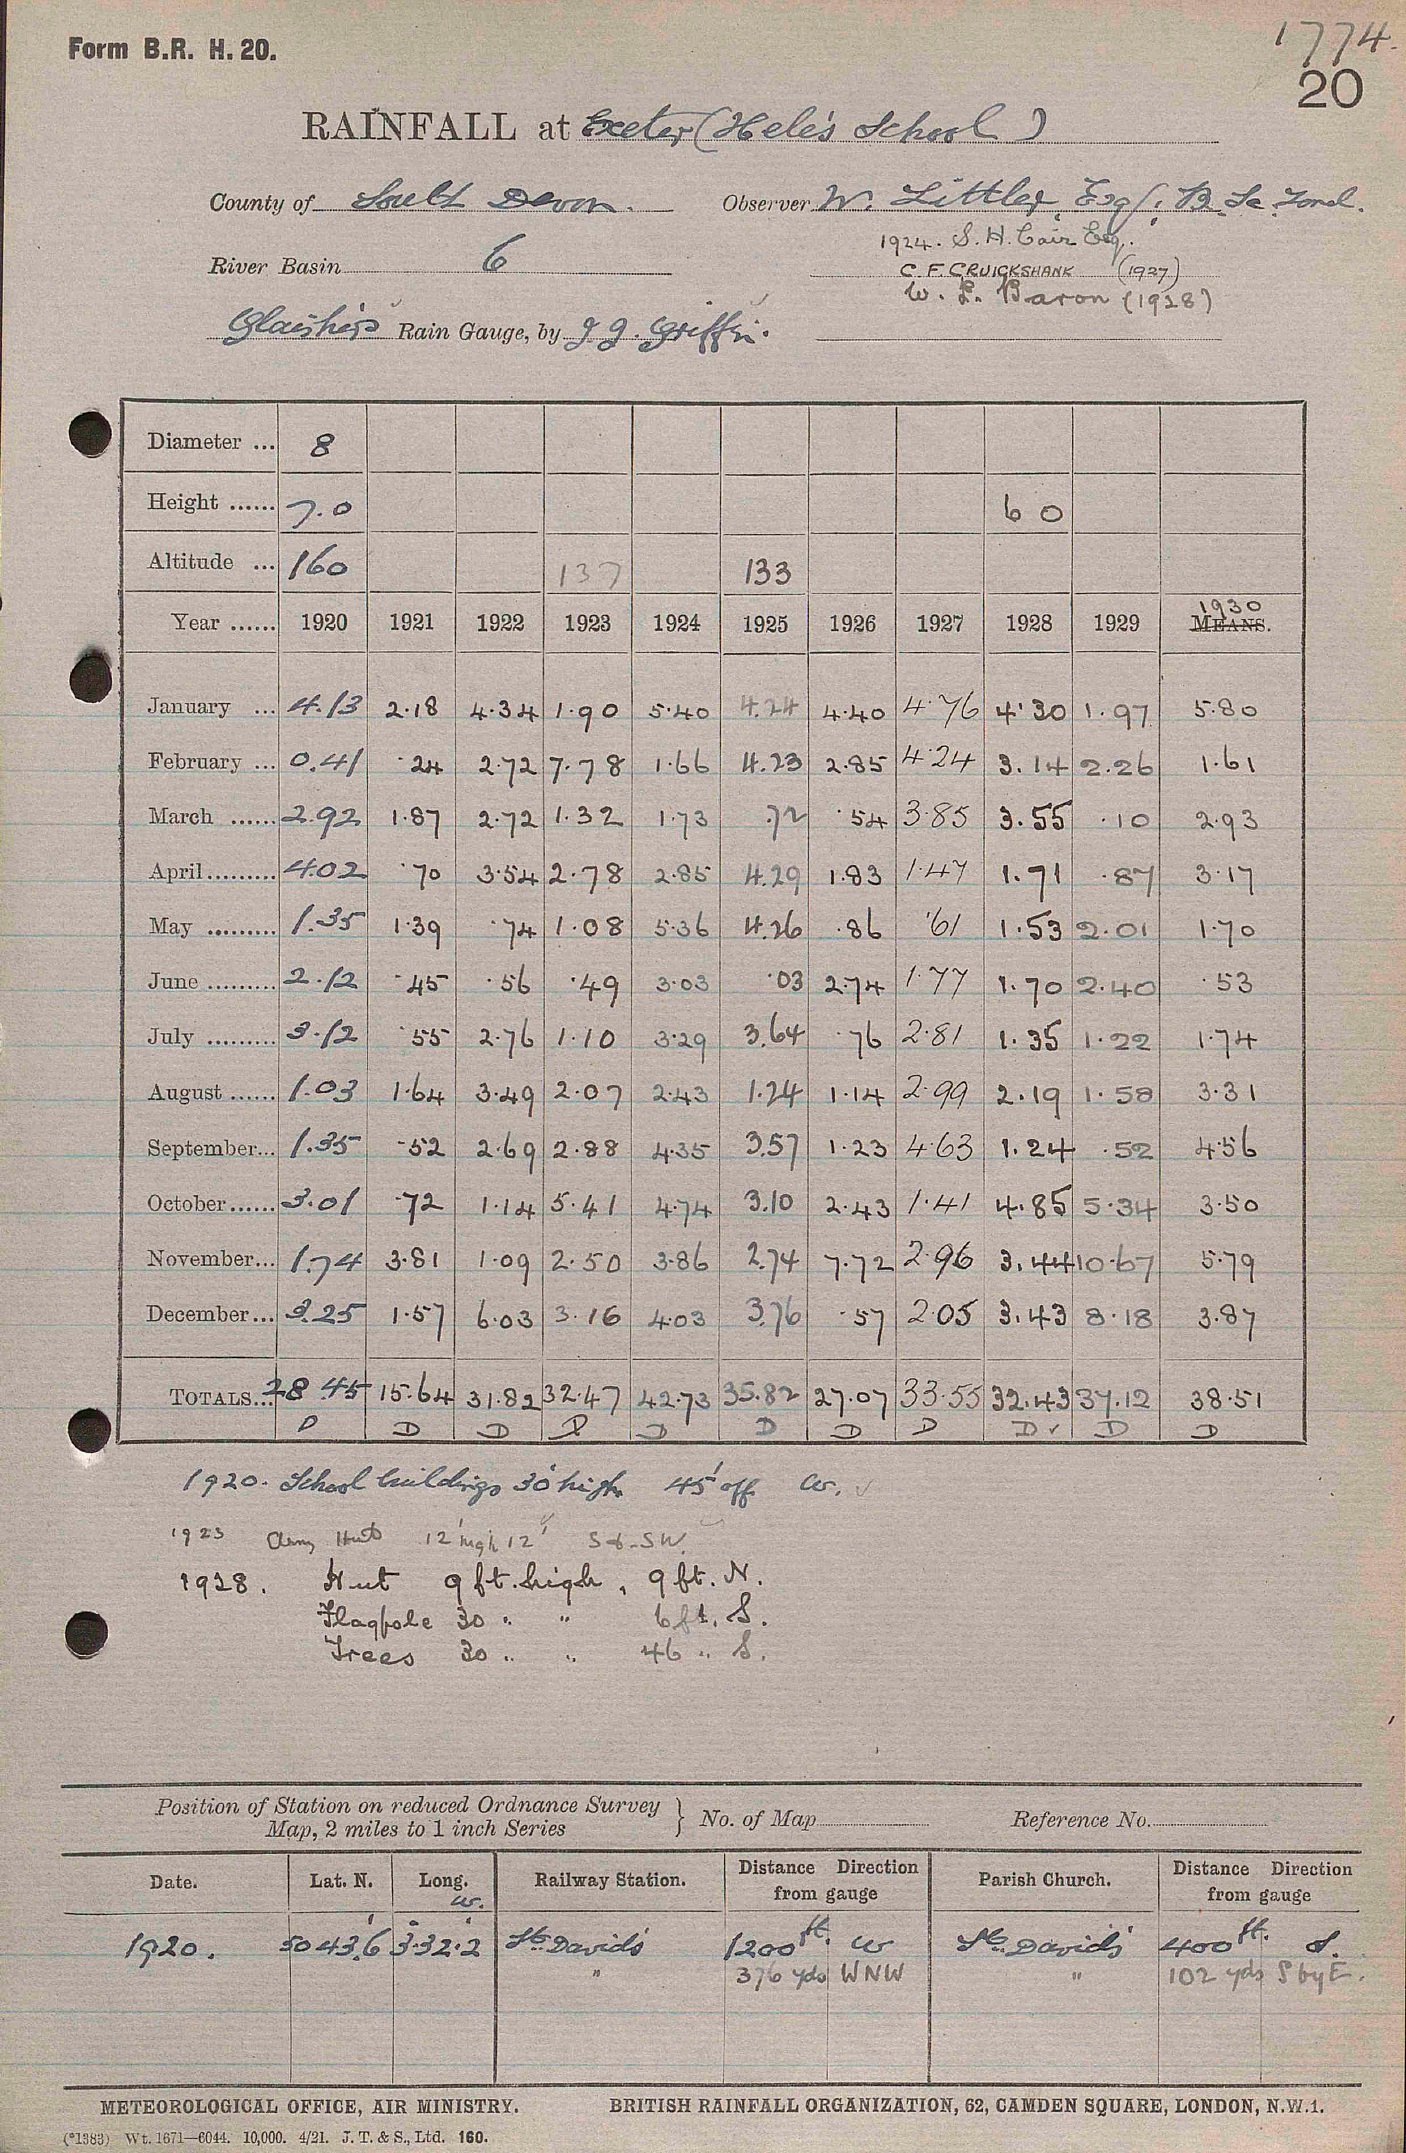 Form B.R. H. 20.
1774.
20
RAINFALL at Exeter (Hele's School)
County of South Devon. Observer W. Littler, Esq., B.Sc. Lond.
1924. S. H. Cair Esq.
River Basin 6
C. F. CRUICKSHANK (1927)
W. L. Baron (1928)
Glaisher's Rain Gauge, by J J. Griffin.
Diameter ... 8
Height ...... 7.0 6 0
Altitude ... 160 137 133
Year ...... 1920 1921 1922 1923 1924 1925 1926 1927 1928 1929 1930 MEANS.
January ... 4.13 2.18 4.34 1.90 5.40 4.24 4.40 4.76 4.30 1.97 5.80
February ... 0.41 .24 2.72 7.78 1.66 4.23 2.85 4.24 3.14 2.26 1.61
March ...... 2.92 1.87 2.72 1.32 1.73 .72 .54 3.85 3.55 .10 2.93
April ......... 4.02 .70 3.54 2.78 2.85 4.29 1.83 1.47 1.71 .87 3.17
May ......... 1.35 1.39 .74 1.08 5.36 4.26 .86 .61 1.53 2.01 1.70
June ......... 2.12 .45 .56 .49 3.03 .03 2.74 1.77 1.70 2.40 .53
July ......... 3.12 .55 2.76 1.10 3.29 3.64 .76 2.81 1.35 1.22 1.74
August ...... 1.03 1.64 3.49 2.07 2.43 1.24 1.14 2.99 2.19 1.58 3.31
September... 1.35 .52 2.69 2.88 4.35 3.57 1.23 4.63 1.24 .52 4.56
October ...... 3.01 .72 1.14 5.41 4.74 3.10 2.43 1.41 4.85 5.34 3.50
November... 1.74 3.81 1.09 2.50 3.86 2.74 7.72 2.96 3.44 10.67 5.79
December... 3.25 1.57 6.03 3.16 4.03 3.76 .57 2.05 3.43 8.18 3.87
TOTALS... 28.45 15.64 31.82 32.47 42.73 35.82 27.07 33.55 32.43 37.12 38.51
D D D D D D D D D ✓ D D
1920. School buildings 30' high 45' off W. ✓
1923 Army Hut 12' high 12' S & SW.
1928. Hut 9 ft. high, 9 ft. N.
Flagpole 30 " " 6 ft. S.
Trees 30 " " 46 " S.
Position of Station on reduced Ordnance Survey Map, 2 miles to 1 inch Series } No. of Map Reference No.
Date. Lat. N. Long. W. Railway Station. Distance Direction from gauge Parish Church. Distance Direction from gauge
1920. 50 43.6 3.32.2 St. David's 1200 ft. W St. David's 400 ft. S.
" 376 yds WNW " 102 yds S by E.
METEOROLOGICAL OFFICE, AIR MINISTRY. BRITISH RAINFALL ORGANIZATION, 62, CAMDEN SQUARE, LONDON, N.W.1.
(*1383) Wt. 1671—6044. 10,000. 4/21. J. T. & S., Ltd. 160.